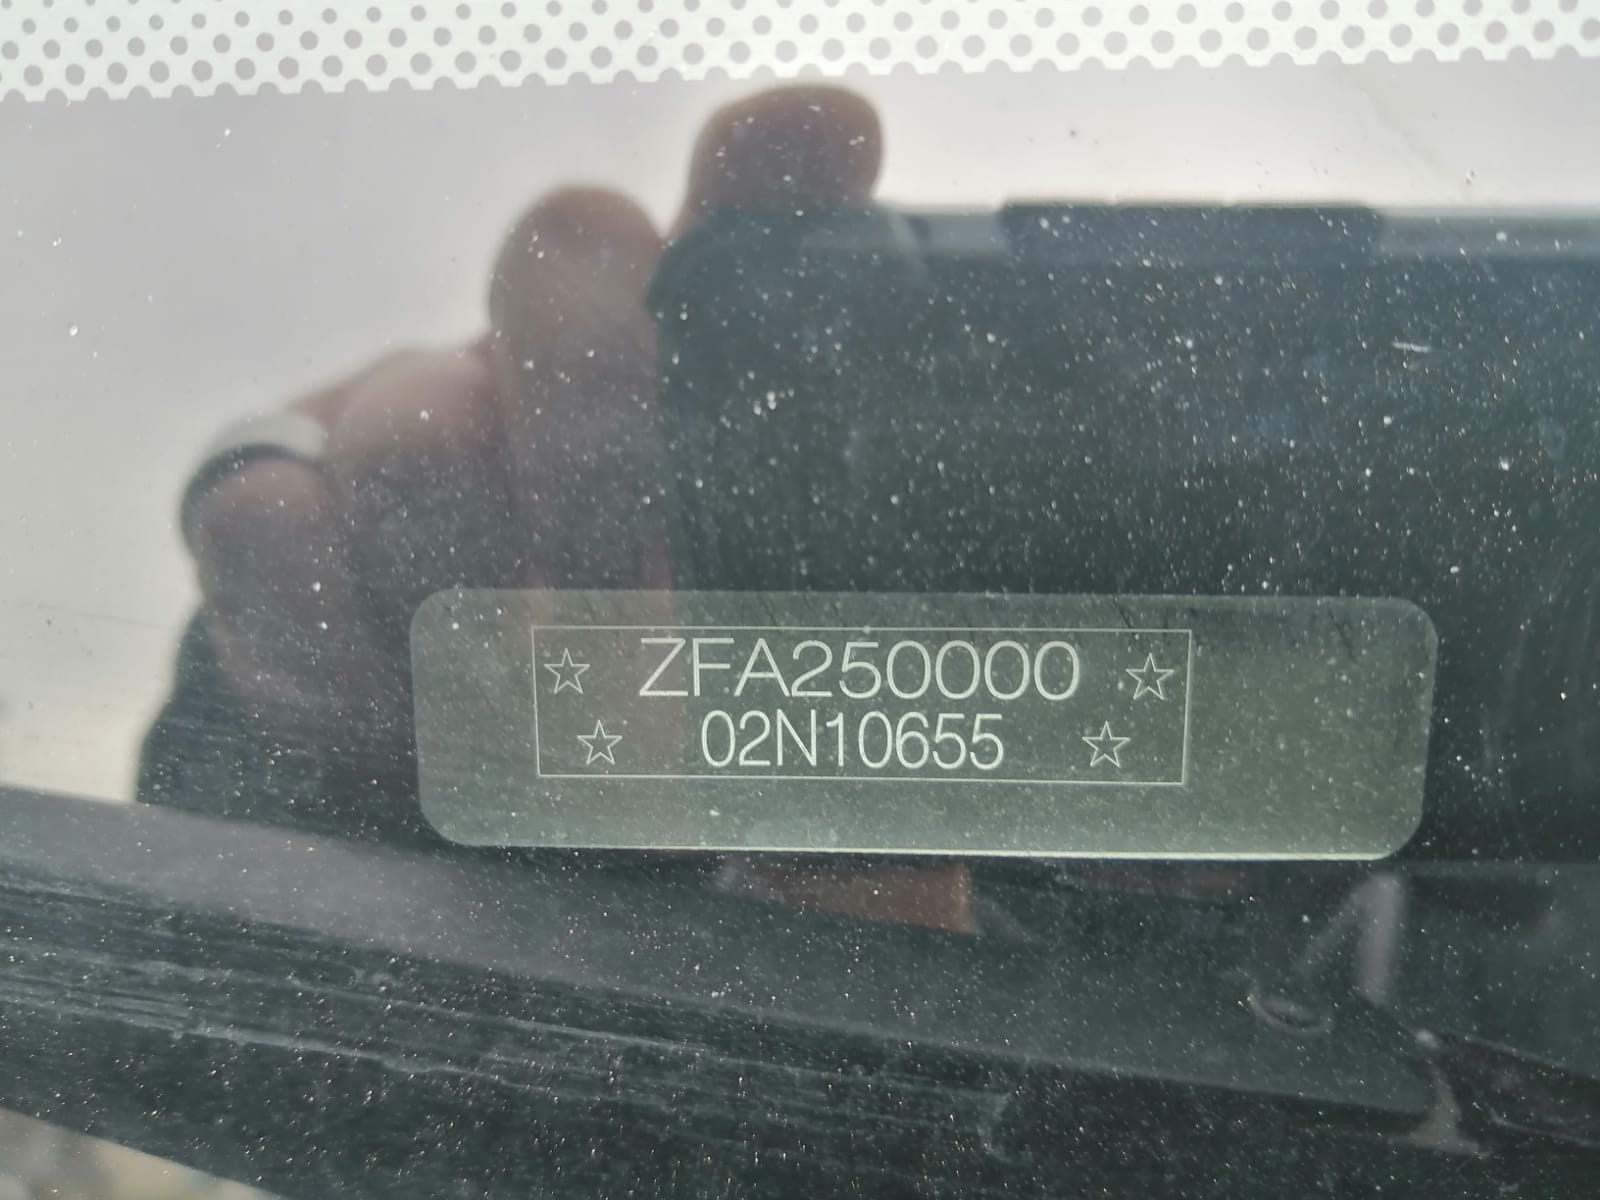 ☆ ZFA250000 ☆
☆ 02N10655 ☆